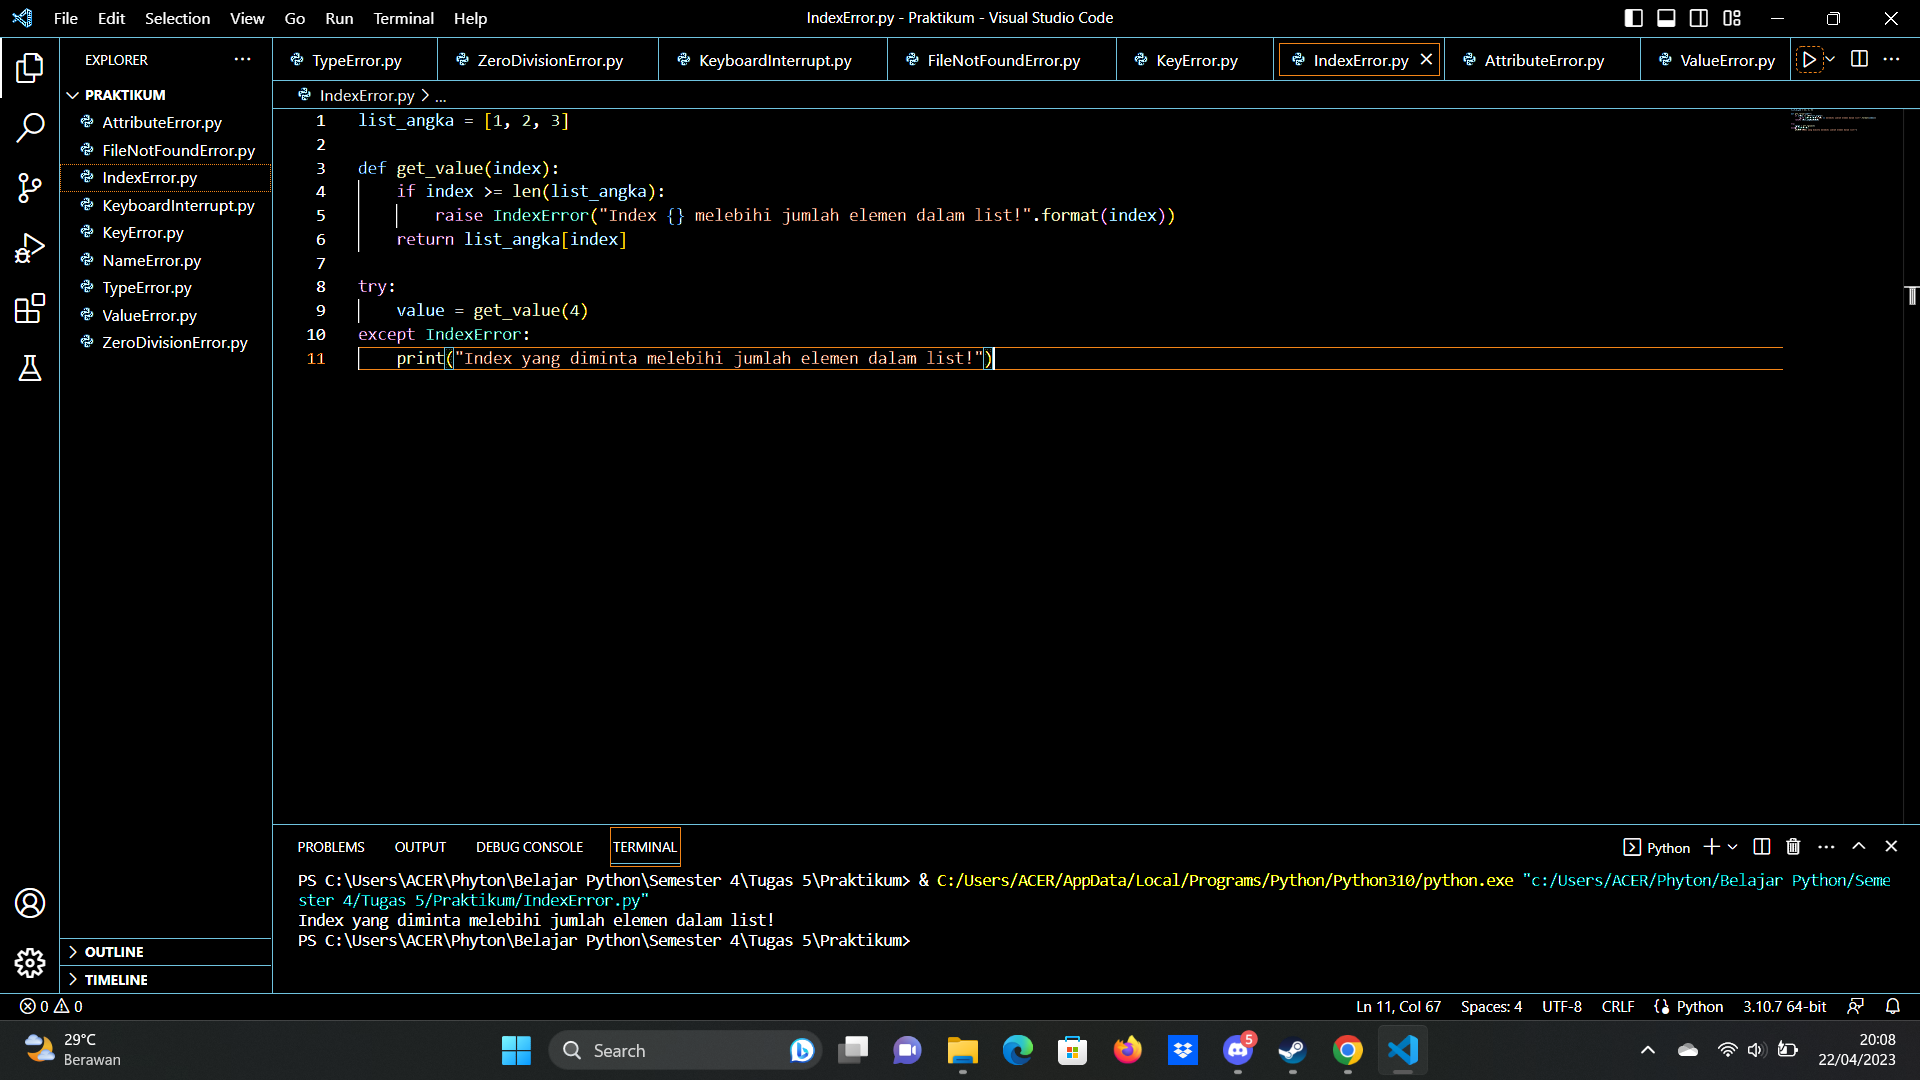 File Edit Selection View Go Run Terminal Help
IndexError.py - Praktikum - Visual Studio Code
EXPLORER
TypeError.py ZeroDivisionError.py KeyboardInterrupt.py FileNotFoundError.py KeyError.py IndexError.py AttributeError.py ValueError.py
PRAKTIKUM
AttributeError.py
FileNotFoundError.py
IndexError.py
KeyboardInterrupt.py
KeyError.py
NameError.py
TypeError.py
ValueError.py
ZeroDivisionError.py
OUTLINE
TIMELINE
IndexError.py > ...
1 list_angka = [1, 2, 3]
2
3 def get_value(index):
4     if index >= len(list_angka):
5         raise IndexError("Index {} melebihi jumlah elemen dalam list!".format(index))
6     return list_angka[index]
7
8 try:
9     value = get_value(4)
10 except IndexError:
11     print("Index yang diminta melebihi jumlah elemen dalam list!")
PROBLEMS OUTPUT DEBUG CONSOLE TERMINAL
Python
PS C:\Users\ACER\Phyton\Belajar Python\Semester 4\Tugas 5\Praktikum> & C:/Users/ACER/AppData/Local/Programs/Python/Python310/python.exe "c:/Users/ACER/Phyton/Belajar Python/Seme
ster 4/Tugas 5/Praktikum/IndexError.py"
Index yang diminta melebihi jumlah elemen dalam list!
PS C:\Users\ACER\Phyton\Belajar Python\Semester 4\Tugas 5\Praktikum>
0 0
Ln 11, Col 67 Spaces: 4 UTF-8 CRLF Python 3.10.7 64-bit
29°C
Berawan
Search
5
20:08
22/04/2023